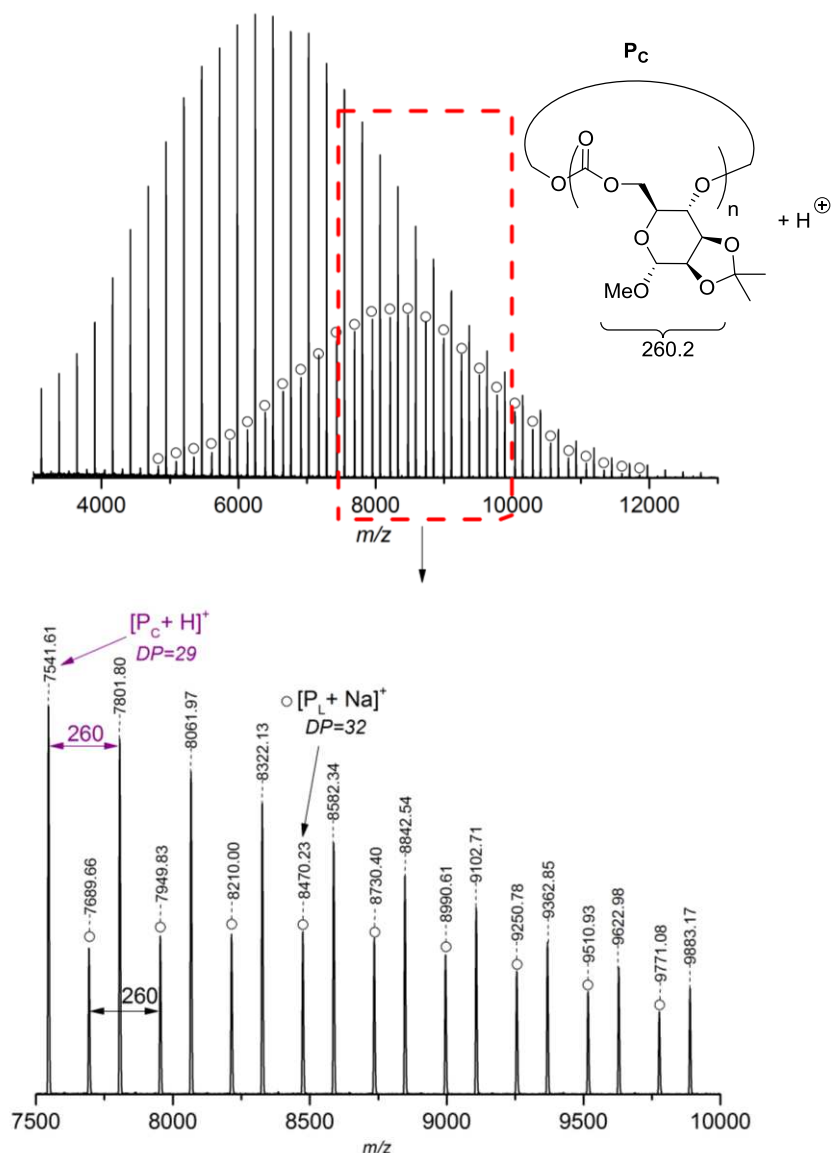 P_C
O
O
O
O
n
+ H⊕
O
O
O
MeO
260.2
4000
6000
8000
10000
12000
m/z
[P_C+ H]+
DP=29
260
[P_L+ Na]+
DP=32
260
7541.61
7689.66
7801.80
7949.83
8061.97
8210.00
8322.13
8470.23
8582.34
8730.40
8842.54
8990.61
9102.71
9250.78
9362.85
9510.93
9622.98
9771.08
9883.17
7500
8000
8500
9000
9500
10000
m/z